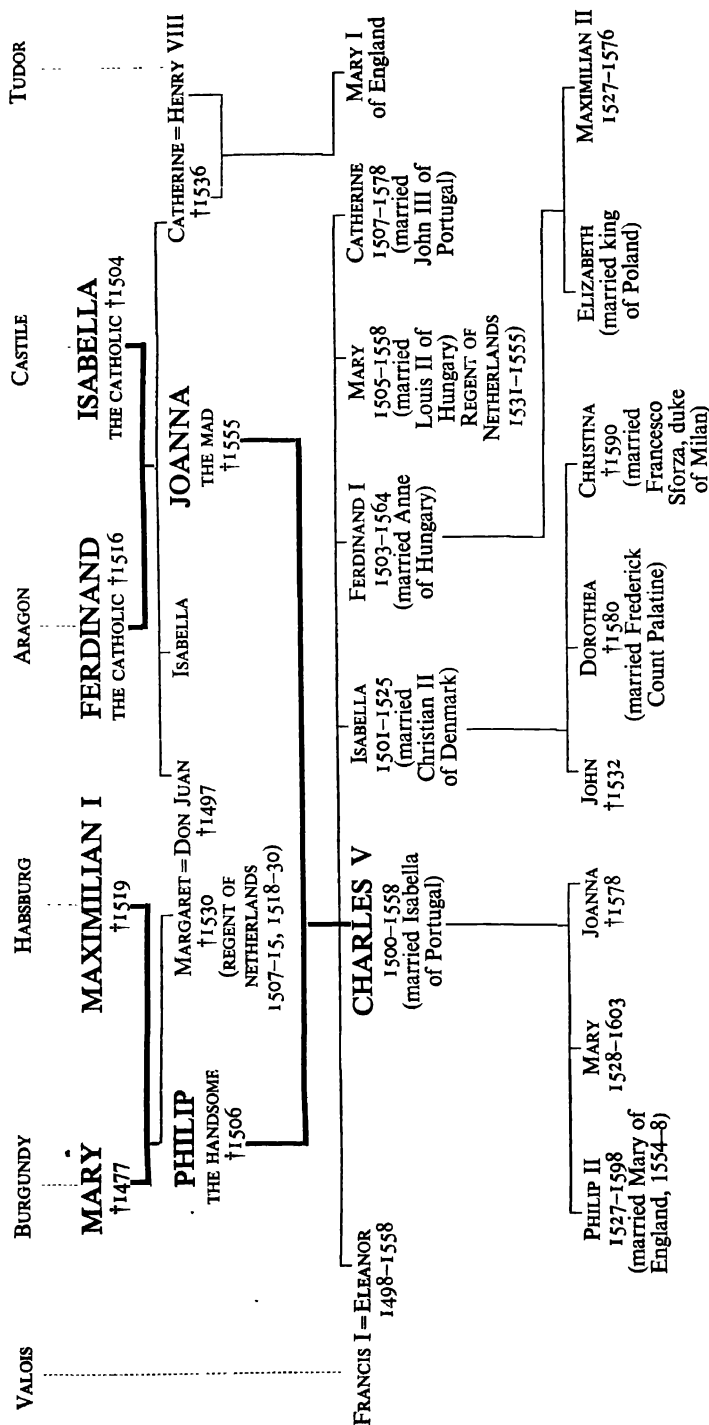 VALOIS
BURGUNDY
HABSBURG
ARAGON
CASTILE
TUDOR
MARY
†1477
MAXIMILIAN I
†1519
FERDINAND
THE CATHOLIC †1516
ISABELLA
THE CATHOLIC †1504
PHILIP
THE HANDSOME
†1506
MARGARET = DON JUAN
†1530
†1497
(REGENT OF
NETHERLANDS
1507–15, 1518–30)
ISABELLA
JOANNA
THE MAD
†1555
CATHERINE = HENRY VIII
†1536
FRANCIS I = ELEANOR
1498–1558
CHARLES V
1500–1558
(married Isabella
of Portugal)
ISABELLA
1501–1525
(married
Christian II
of Denmark)
FERDINAND I
1503–1564
(married Anne
of Hungary)
MARY
1505–1558
(married
Louis II of
Hungary)
REGENT OF
NETHERLANDS
1531–1555)
CATHERINE
1507–1578
(married
John III of
Portugal)
MARY I
of England
PHILIP II
1527–1598
(married Mary of
England, 1554–8)
MARY
1528–1603
JOANNA
†1578
JOHN
†1532
DOROTHEA
†1580
(married Frederick
Count Palatine)
CHRISTINA
†1590
(married
Francesco
Sforza, duke
of Milan)
ELIZABETH
(married king
of Poland)
MAXIMILIAN II
1527–1576